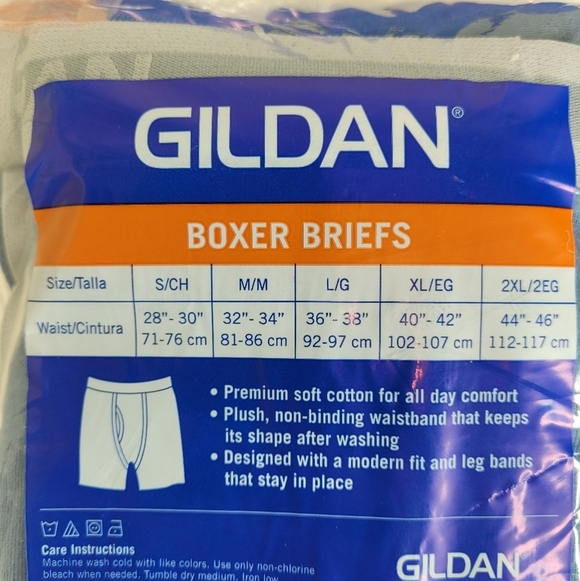 GILDAN®
BOXER BRIEFS
Size/Talla S/CH M/M L/G XL/EG 2XL/2EG
Waist/Cintura 28"- 30" 32"- 34" 36"- 38" 40"- 42" 44"- 46"
71-76 cm 81-86 cm 92-97 cm 102-107 cm 112-117 cm
• Premium soft cotton for all day comfort
• Plush, non-binding waistband that keeps
its shape after washing
• Designed with a modern fit and leg bands
that stay in place
Care Instructions
Machine wash cold with like colors. Use only non-chlorine
bleach when needed. Tumble dry medium. Iron low
GILDAN